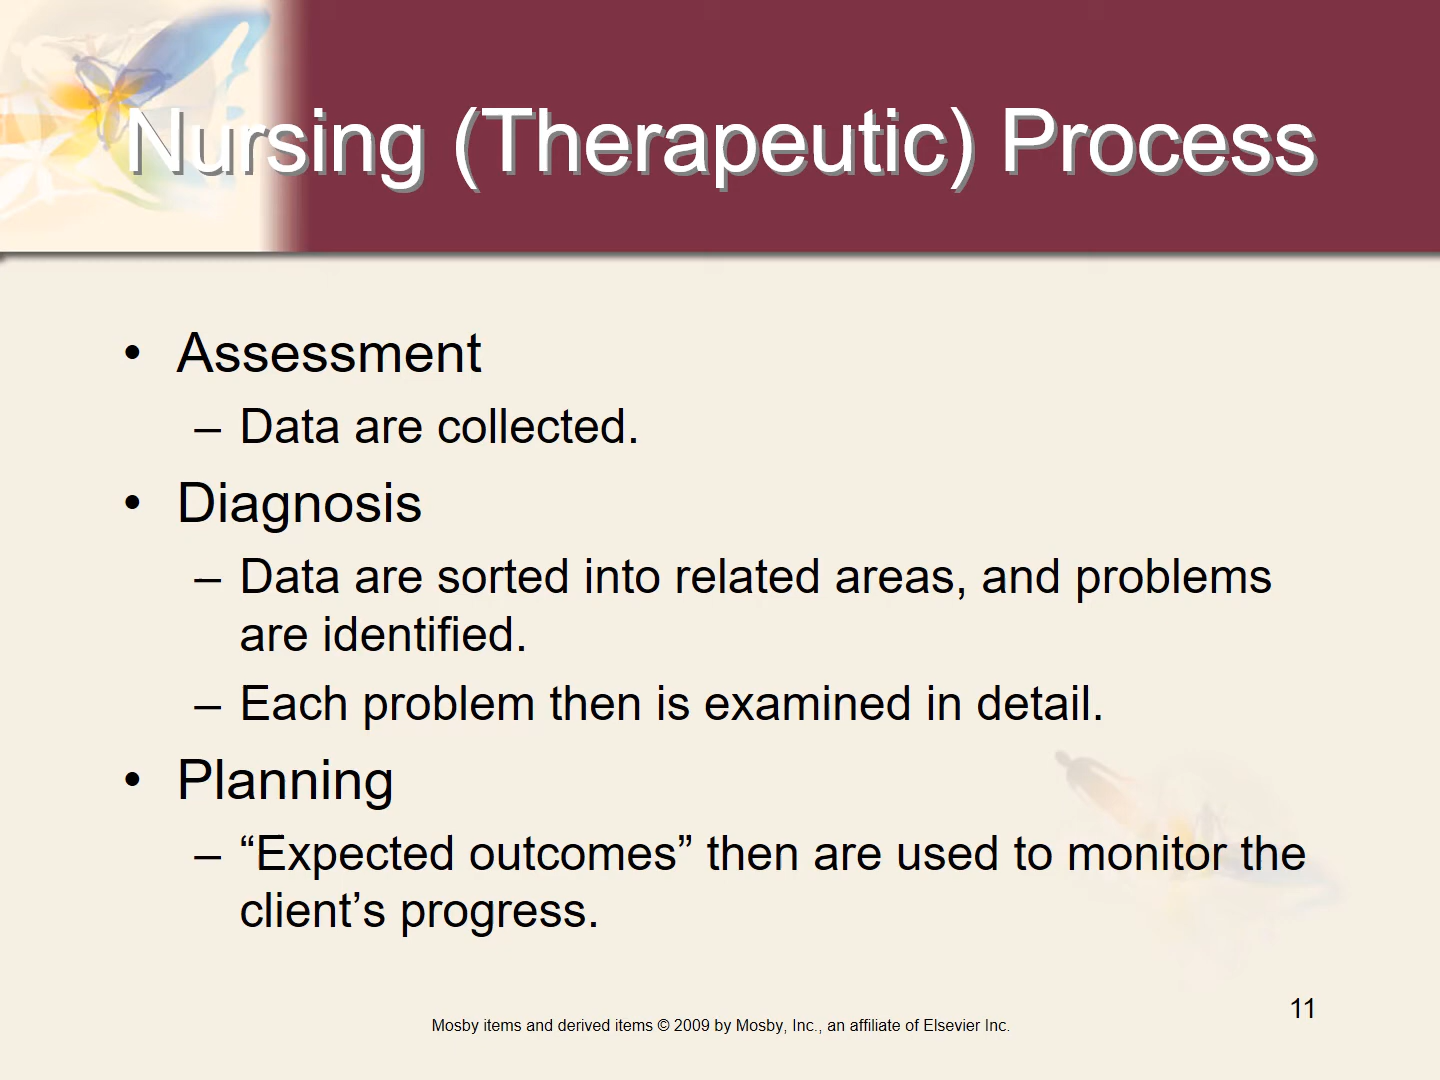 Nursing (Therapeutic) Process
• Assessment
– Data are collected.
• Diagnosis
– Data are sorted into related areas, and problems
are identified.
– Each problem then is examined in detail.
• Planning
– “Expected outcomes” then are used to monitor the
client’s progress.
11
Mosby items and derived items © 2009 by Mosby, Inc., an affiliate of Elsevier Inc.